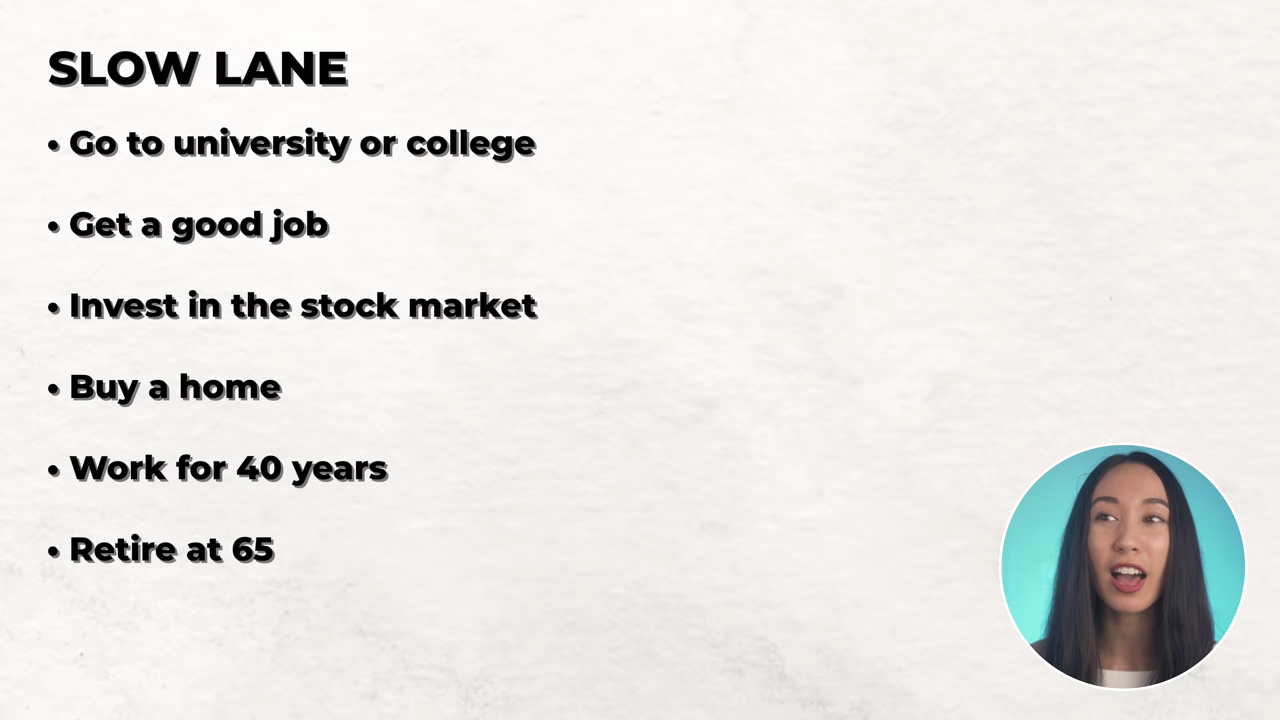 SLOW LANE
• Go to university or college
• Get a good job
• Invest in the stock market
• Buy a home
• Work for 40 years
• Retire at 65